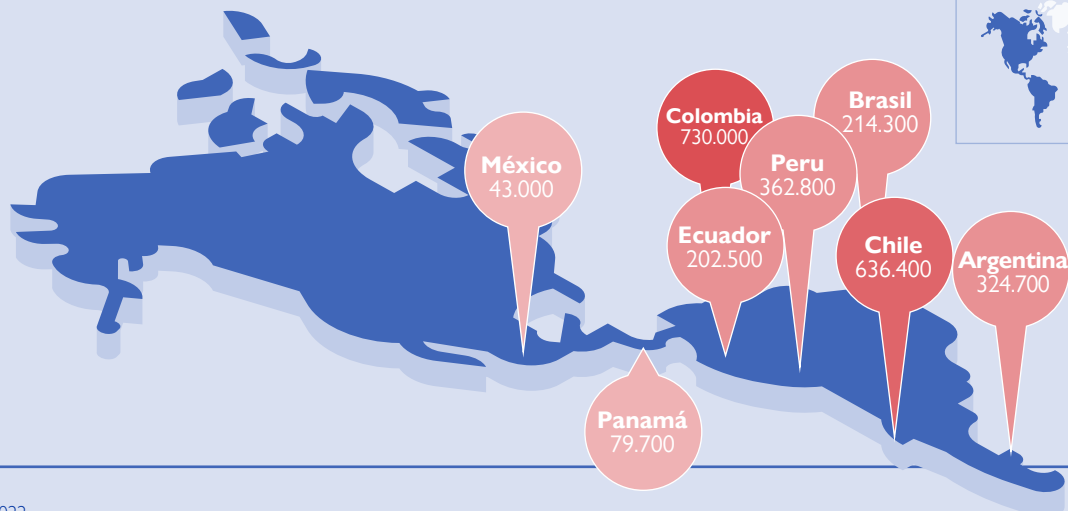 México
43.000
Colombia
730.000
Brasil
214.300
Peru
362.800
Ecuador
202.500
Chile
636.400
Argentina
324.700
Panamá
79.700